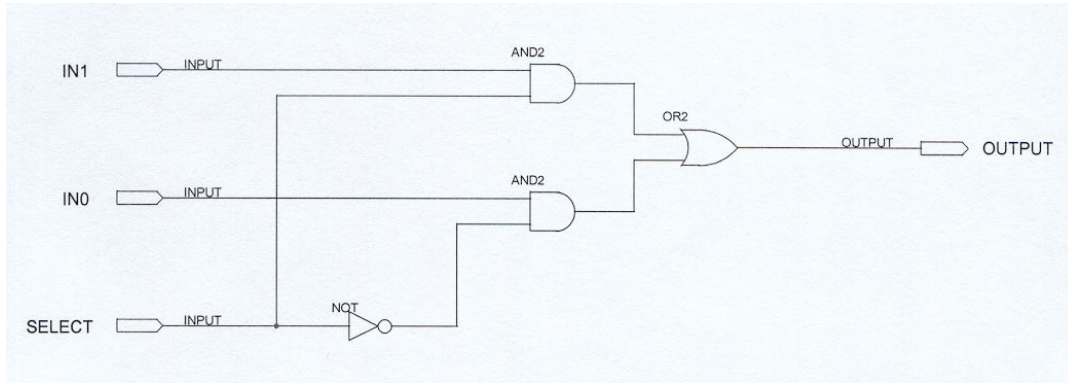 AND2
IN1 INPUT
OR2
OUTPUT OUTPUT
AND2
IN0 INPUT
NOT
SELECT INPUT